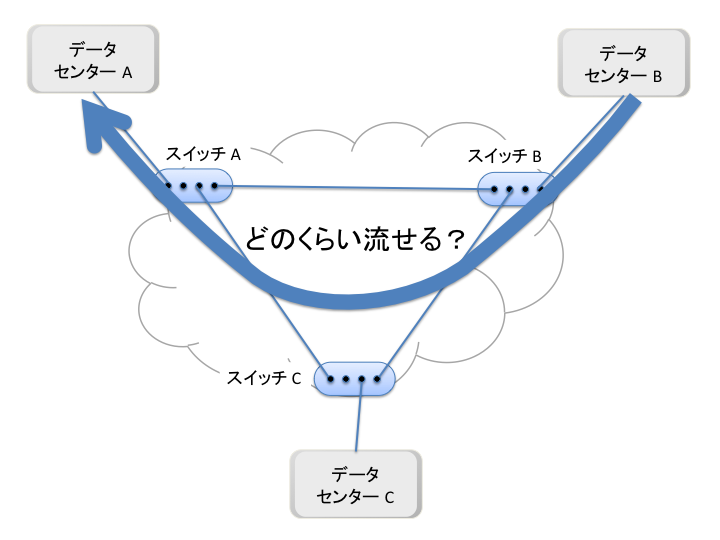 データ
センター A
データ
センター B
スイッチ A
スイッチ B
どのくらい流せる？
スイッチ C
データ
センター C